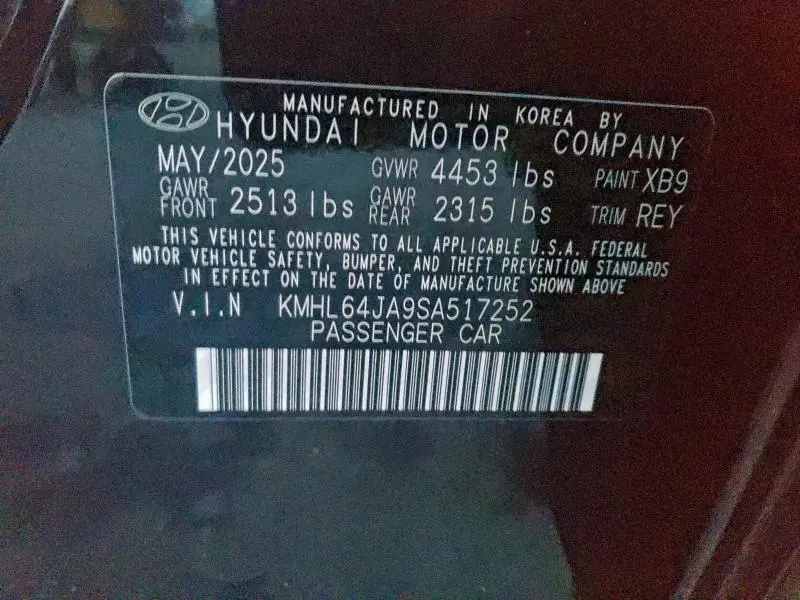 MANUFACTURED IN KOREA BY
HYUNDAI MOTOR COMPANY
MAY/2025 GVWR 4453 lbs PAINT XB9
GAWR FRONT 2513 lbs GAWR REAR 2315 lbs TRIM REY
THIS VEHICLE CONFORMS TO ALL APPLICABLE U.S.A. FEDERAL
MOTOR VEHICLE SAFETY, BUMPER, AND THEFT PREVENTION STANDARDS
IN EFFECT ON THE DATE OF MANUFACTURE SHOWN ABOVE
V.I.N KMHL64JA9SA517252
PASSENGER CAR